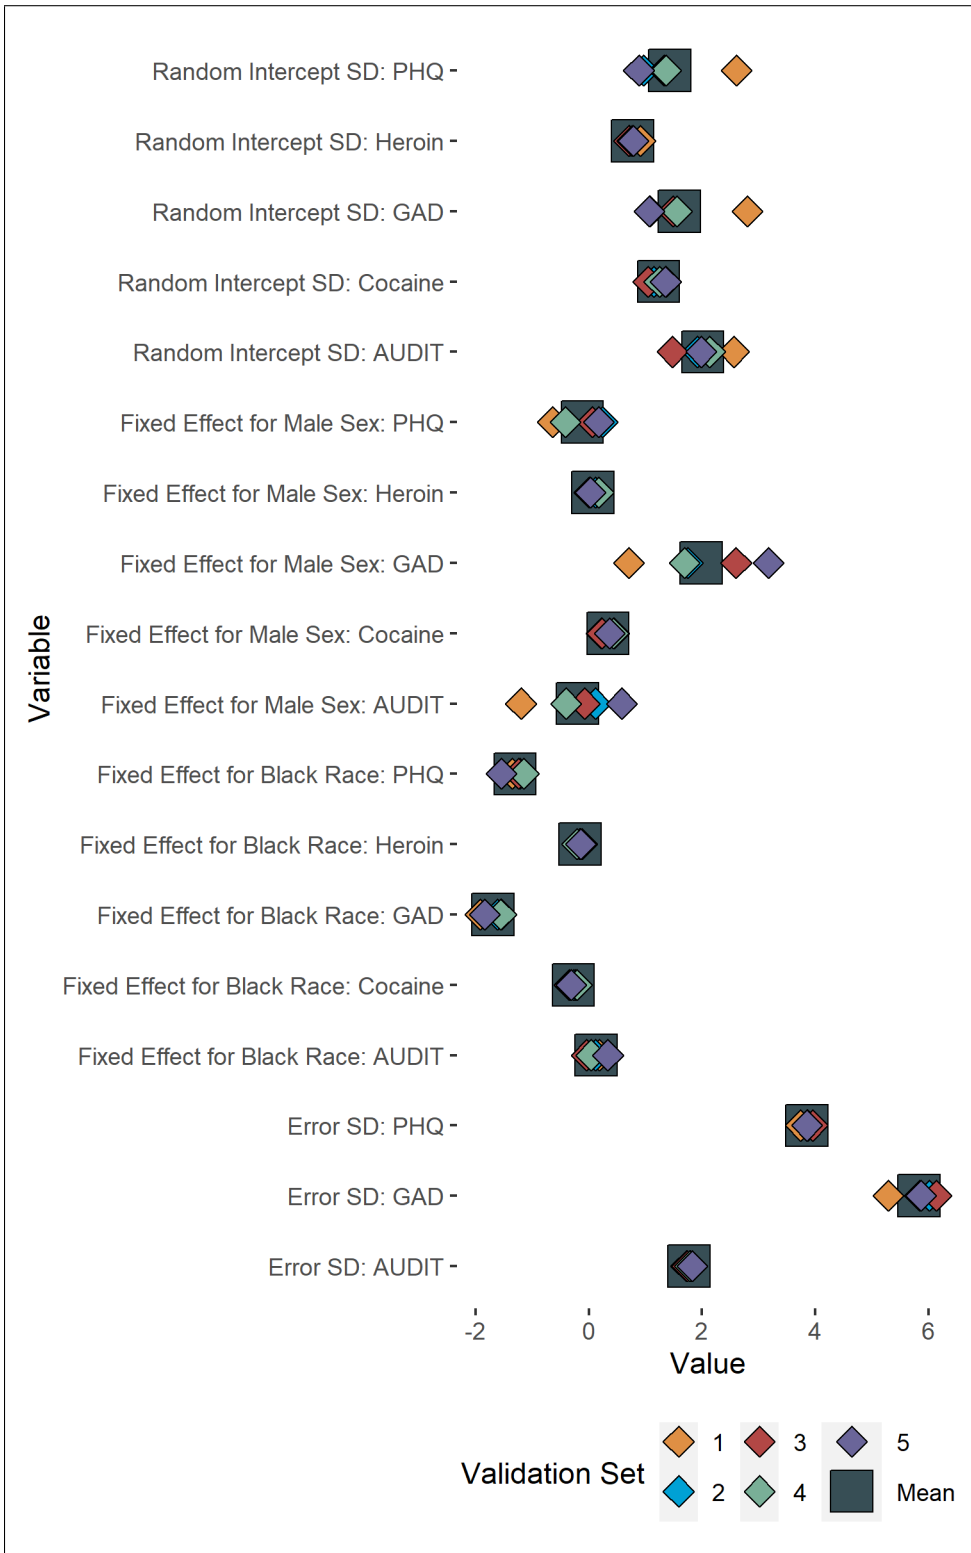 Random Intercept SD: PHQ
Random Intercept SD: Heroin
Random Intercept SD: GAD
Random Intercept SD: Cocaine
Random Intercept SD: AUDIT
Fixed Effect for Male Sex: PHQ
Fixed Effect for Male Sex: Heroin
Fixed Effect for Male Sex: GAD
Fixed Effect for Male Sex: Cocaine
Fixed Effect for Male Sex: AUDIT
Fixed Effect for Black Race: PHQ
Fixed Effect for Black Race: Heroin
Fixed Effect for Black Race: GAD
Fixed Effect for Black Race: Cocaine
Fixed Effect for Black Race: AUDIT
Error SD: PHQ
Error SD: GAD
Error SD: AUDIT
Variable
-2 0 2 4 6
Value
Validation Set
1 3 5
2 4 Mean